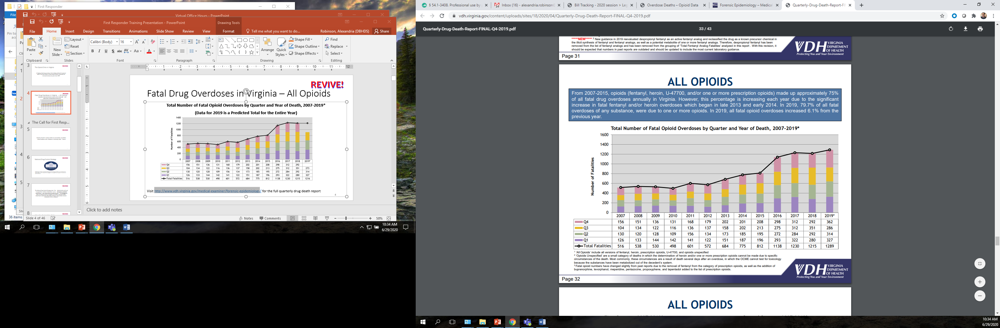 First Responder
File
Virtual Office Hours - PowerPoint
First Responder Training Presentation - PowerPoint
Drawing Tools
File Home Insert Design Transitions Animations Slide Show Review View Format Tell me what you want to do... Robinson, Alexandria (DBHDS) Share
Paste
New Slide
Layout
Reset
Section
Calibri (Body) 16
B I U S abc AV Aa A
Arrange
Quick Styles
Shape Fill
Shape Outline
Shape Effects
Find
Replace
Select
Clipboard Slides Font Paragraph Drawing Editing
3
4
The Call for First Resp...
5
6
7
8
REVIVE!
Fatal Drug Overdoses in Virginia – All Opioids
Total Number of Fatal Opioid Overdoses by Quarter and Year of Death, 2007-2019*
(Data for 2019 is a Predicted Total for the Entire Year)
Number of Fatalities
1400
1200
1000
800
600
400
200
0
2007 2008 2009 2010 2011 2012 2013 2014 2015 2016 2017 2018 2019*
Q4 156 151 136 131 168 179 202 201 208 298 312 292
Q3 104 134 122 116 136 137 158 202 213 275 312 351 273
Q2 130 120 128 109 156 134 173 185 195 272 284 292 314
Q1 126 133 144 142 141 122 151 187 196 293 322 280 327
Total Fatalities 516 538 530 498 601 572 684 775 812 1138 1230 1215 1216
Visit http://www.vdh.virginia.gov/medical-examiner/forensic-epidemiology/ for the full quarterly drug death report
4
Click to add notes
36 items
Slide 4 of 46
Notes Comments 58%
10:34 AM
6/29/2020
§ 54.1-3408. Professional use by
Inbox (16) - alexandria.robinson
Bill Tracking - 2020 session > Leg
Overdose Deaths – Opioid Data
Forensic Epidemiology – Medical
Quarterly-Drug-Death-Report-FI
vdh.virginia.gov/content/uploads/sites/18/2020/04/Quarterly-Drug-Death-Report-FINAL-Q4-2019.pdf
Quarterly-Drug-Death-Report-FINAL-Q4-2019.pdf
33 / 43
*****NEW***** 2 New guidance in 2019 reevaluated despropionyl fentanyl as an active fentanyl analog and reclassified the drug as a known precursor chemical in
the illicit synthesis of fentanyl and fentanyl analogs, as well as a potential metabolite of one or more fentanyl analogs. Therefore, despropionyl fentanyl has been
removed from the list of fentanyl analogs and has been removed from the grouping of 'Total Fentanyl Analog Fatalities' analyzed in this report . With this revision, it
should be expected that numbers in past reports are outdated and should be updated to include the most current laboratory guidance.
Page 31
VDH VIRGINIA DEPARTMENT OF HEALTH
Protecting You and Your Environment
ALL OPIOIDS
From 2007-2015, opioids (fentanyl, heroin, U-47700, and/or one or more prescription opioids) made up approximately 75%
of all fatal drug overdoses annually in Virginia. However, this percentage is increasing each year due to the significant
increase in fatal fentanyl and/or heroin overdoses which began in late 2013 and early 2014. In 2019, 79.7% of all fatal
overdoses of any substance, were due to one or more opioids. In 2019, all fatal opioid overdoses increased 6.1% from the
previous year.
Total Number of Fatal Opioid Overdoses by Quarter and Year of Death, 2007-2019*
Number of Fatalities
1600
1400
1200
1000
800
600
400
200
0
2007 2008 2009 2010 2011 2012 2013 2014 2015 2016 2017 2018 2019*
Q4 156 151 136 131 168 179 202 201 208 298 312 292 362
Q3 104 134 122 116 136 137 158 202 213 275 312 351 286
Q2 130 120 128 109 156 134 173 185 195 272 284 292 314
Q1 126 133 144 142 141 122 151 187 196 293 322 280 327
Total Fatalities 516 538 530 498 601 572 684 775 812 1138 1230 1215 1289
1 'All Opioids' include all versions of fentanyl, heroin, prescription opioids, U-47700, and opioids unspecified
2 'Opioids Unspecified' are a small category of deaths in which the determination of heroin and/or one or more prescription opioids cannot be made due to specific
circumstances of the death. Most commonly, these circumstances are a result of death several days after an overdose, in which the OCME cannot test for toxicology
because the substances have been metabolized out of the decedent's system.
3 Fatal opioid numbers have changed slightly from past reports due to the removal of fentanyl from the category of prescription opioids, as well as the addition of
buprenorphine, levorphanol, meperidine, pentazocine, propoxyphene, and tapentadol added to the list of prescription opioids.
Page 32
VDH VIRGINIA DEPARTMENT OF HEALTH
Protecting You and Your Environment
ALL OPIOIDS
10:34 AM
6/29/2020